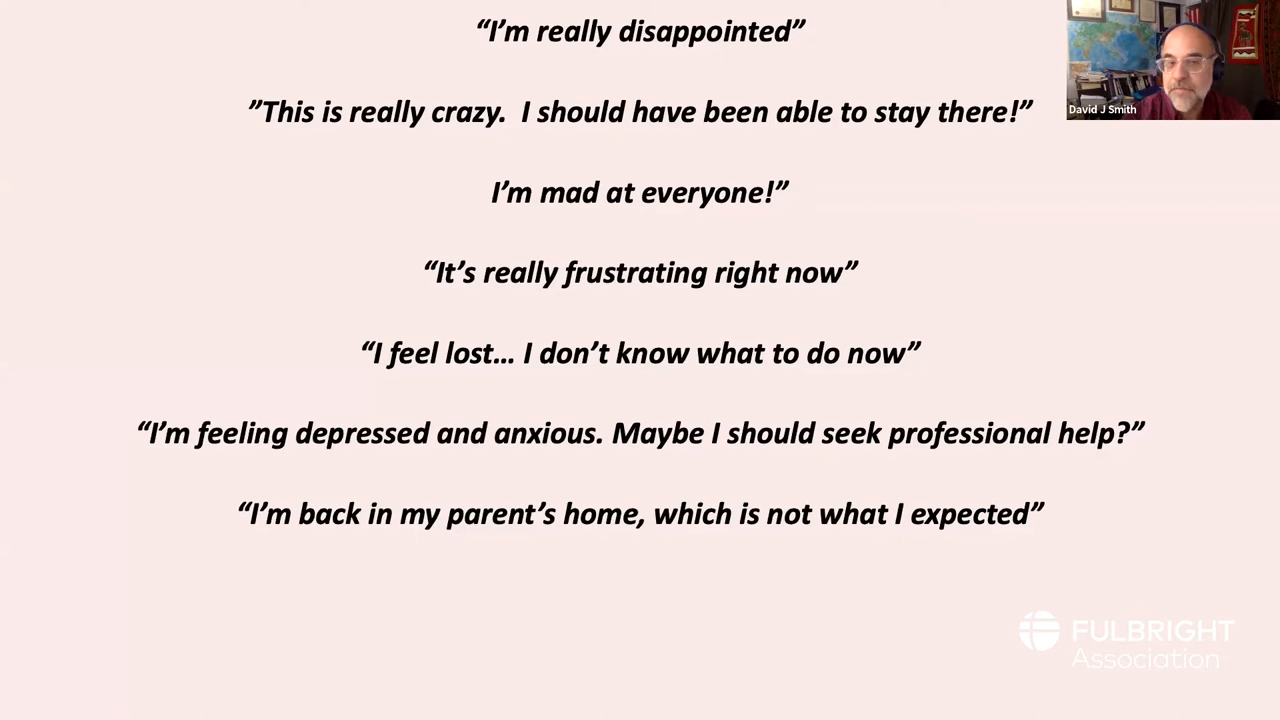 “I’m really disappointed”
”This is really crazy.  I should have been able to stay there!”
I’m mad at everyone!”
“It’s really frustrating right now”
“I feel lost… I don’t know what to do now”
“I’m feeling depressed and anxious. Maybe I should seek professional help?”
“I’m back in my parent’s home, which is not what I expected”
David J Smith
FULBRIGHT
Association